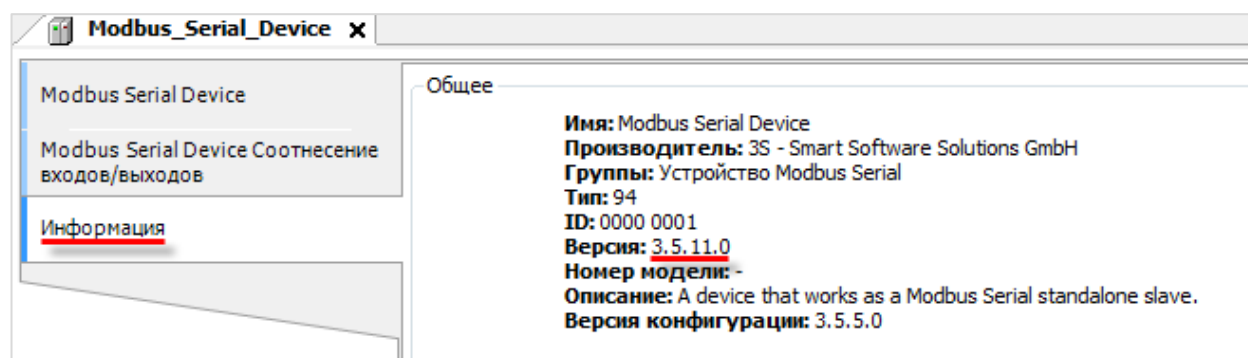 Modbus_Serial_Device X
Modbus Serial Device
Modbus Serial Device Соотнесение
входов/выходов
Информация
Общее
Имя: Modbus Serial Device
Производитель: 3S - Smart Software Solutions GmbH
Группы: Устройство Modbus Serial
Тип: 94
ID: 0000 0001
Версия: 3.5.11.0
Номер модели: -
Описание: A device that works as a Modbus Serial standalone slave.
Версия конфигурации: 3.5.5.0